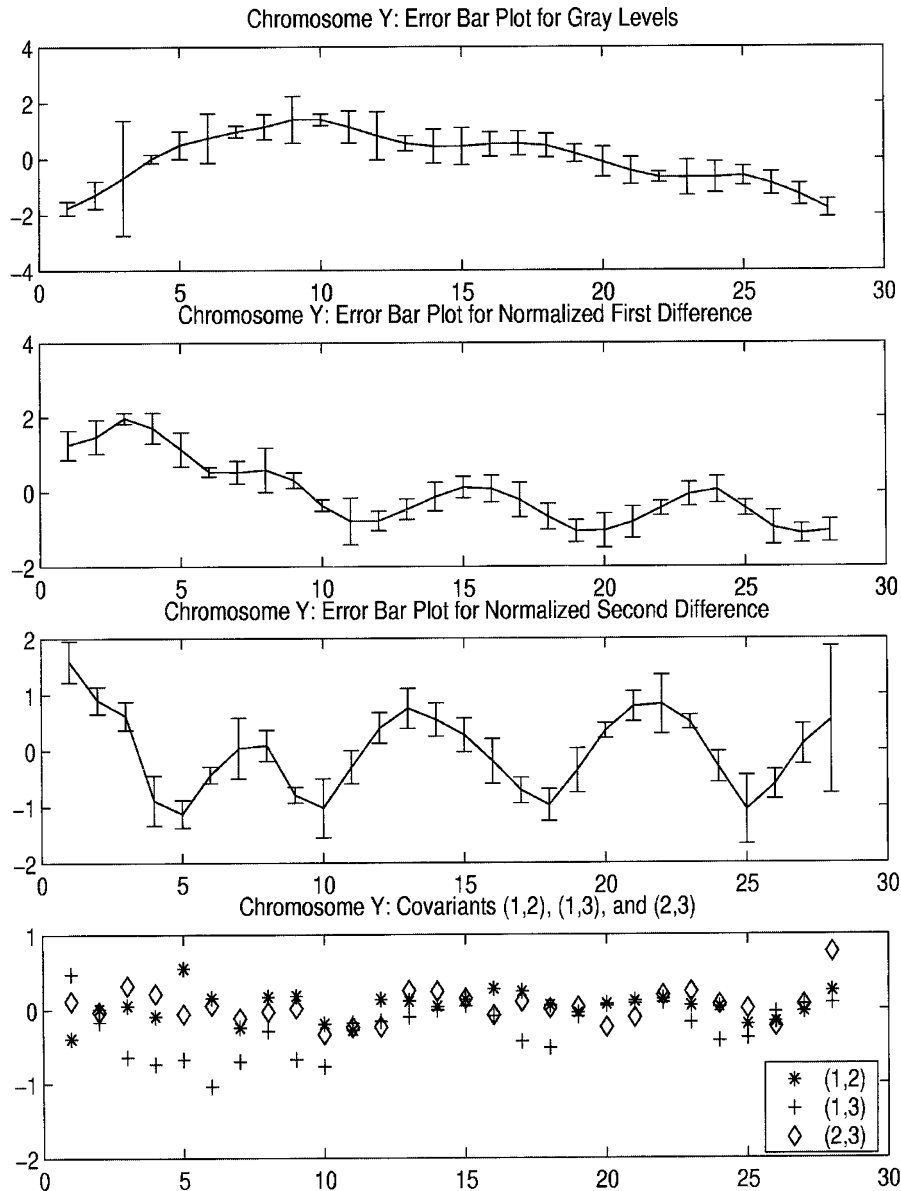 Chromosome Y: Error Bar Plot for Gray Levels
4
2
0
−2
−4
0 5 10 15 20 25 30
Chromosome Y: Error Bar Plot for Normalized First Difference
4
2
0
−2
0 5 10 15 20 25 30
Chromosome Y: Error Bar Plot for Normalized Second Difference
2
1
0
−1
−2
0 5 10 15 20 25 30
Chromosome Y: Covariants (1,2), (1,3), and (2,3)
1
0
−1
−2
(1,2)
(1,3)
(2,3)
0 5 10 15 20 25 30